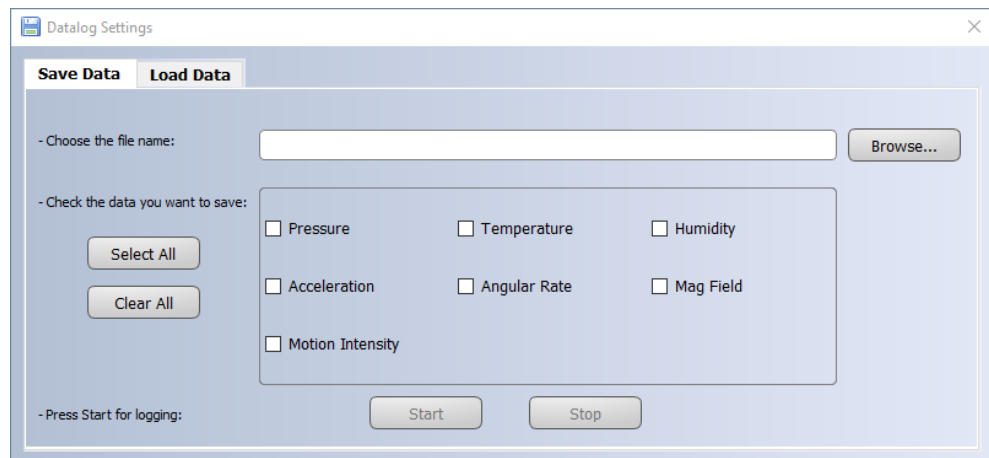 Datalog Settings
Save Data Load Data
- Choose the file name:
Browse...
- Check the data you want to save:
Select All
Clear All
Pressure Temperature Humidity
Acceleration Angular Rate Mag Field
Motion Intensity
- Press Start for logging:
Start Stop